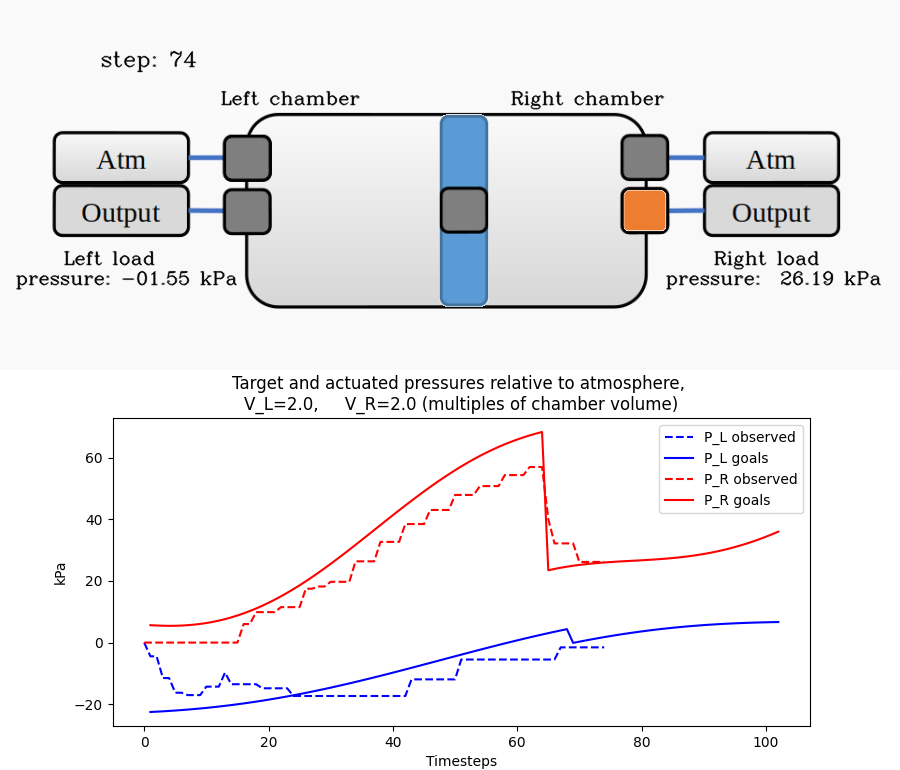 step: 74
Left chamber
Right chamber
Atm
Output
Left load
pressure: -01.55 kPa
Atm
Output
Right load
pressure: 26.19 kPa
Target and actuated pressures relative to atmosphere,
V_L=2.0, V_R=2.0 (multiples of chamber volume)
P_L observed
P_L goals
P_R observed
P_R goals
kPa
60
40
20
0
−20
0 20 40 60 80 100
Timesteps